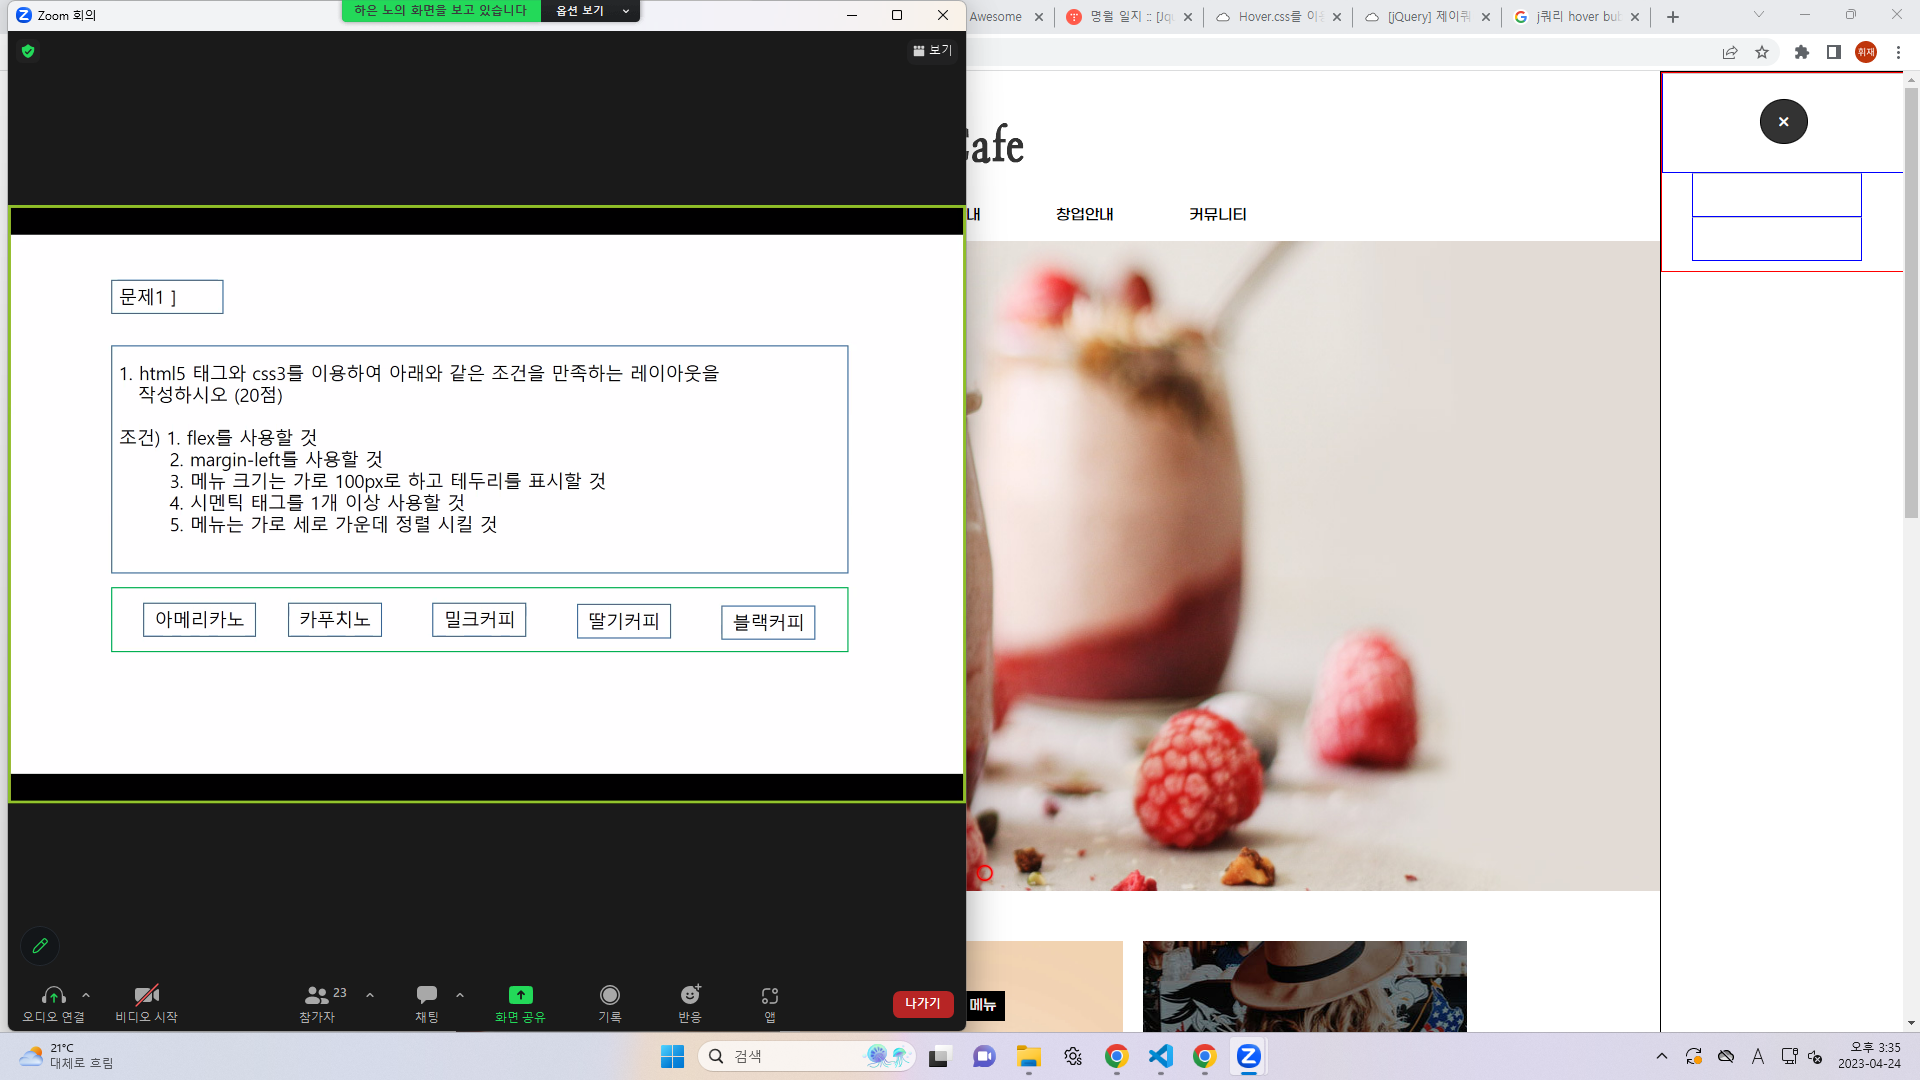 Zoom 회의
하은 노의 화면을 보고 있습니다
옵션 보기
보기
문제1 ]
1. html5 태그와 css3를 이용하여 아래와 같은 조건을 만족하는 레이아웃을
작성하시오 (20점)
조건) 1. flex를 사용할 것
2. margin-left를 사용할 것
3. 메뉴 크기는 가로 100px로 하고 테두리를 표시할 것
4. 시멘틱 태그를 1개 이상 사용할 것
5. 메뉴는 가로 세로 가운데 정렬 시킬 것
아메리카노 카푸치노 밀크커피 딸기커피 블랙커피
오디오 연결 비디오 시작 참가자 23 채팅 화면 공유 기록 반응 앱 나가기
Awesome 명월 일지 :: [Jqu Hover.css를 이용 [jQuery] 제이쿼 j쿼리 hover bub
휘재
Cafe
내 창업안내 커뮤니티
메뉴
21°C
대체로 흐림
검색
A
오후 3:35
2023-04-24